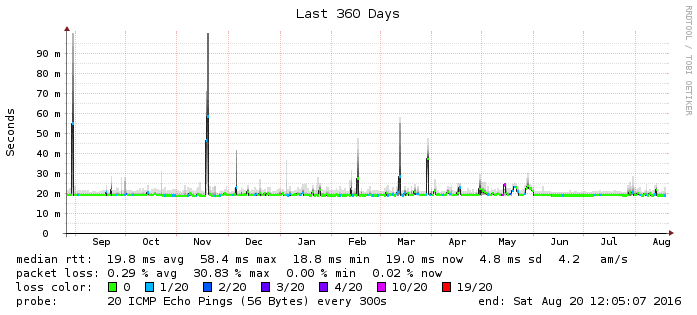 Last 360 Days
RRDTOOL / TOBI OETIKER
Seconds
90 m
80 m
70 m
60 m
50 m
40 m
30 m
20 m
10 m
0
Sep Oct Nov Dec Jan Feb Mar Apr May Jun Jul Aug
median rtt: 19.8 ms avg 58.4 ms max 18.8 ms min 19.0 ms now 4.8 ms sd 4.2 am/s
packet loss: 0.29 % avg 30.83 % max 0.00 % min 0.02 % now
loss color: 0 1/20 2/20 3/20 4/20 10/20 19/20
probe: 20 ICMP Echo Pings (56 Bytes) every 300s end: Sat Aug 20 12:05:07 2016